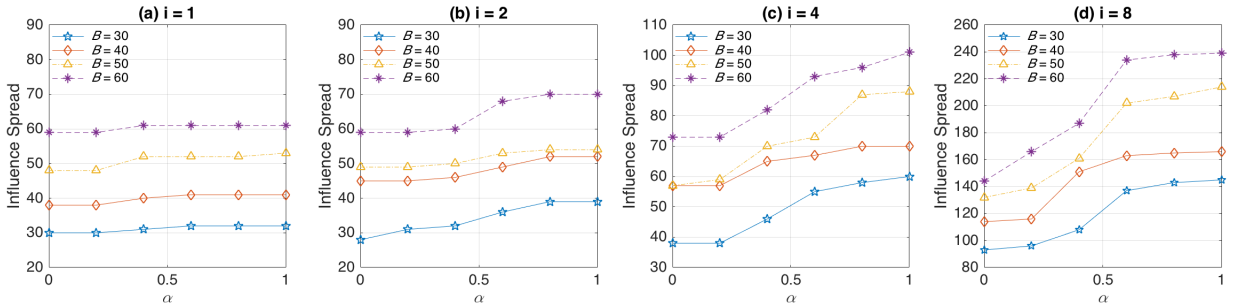 (a) i = 1
Influence Spread
90
80
70
60
50
40
30
20
0
0.5
1
α
B = 30
B = 40
B = 50
B = 60
(b) i = 2
Influence Spread
90
80
70
60
50
40
30
20
0
0.5
1
α
B = 30
B = 40
B = 50
B = 60
(c) i = 4
Influence Spread
110
100
90
80
70
60
50
40
30
0
0.5
1
α
B = 30
B = 40
B = 50
B = 60
(d) i = 8
Influence Spread
260
240
220
200
180
160
140
120
100
80
0
0.5
1
α
B = 30
B = 40
B = 50
B = 60